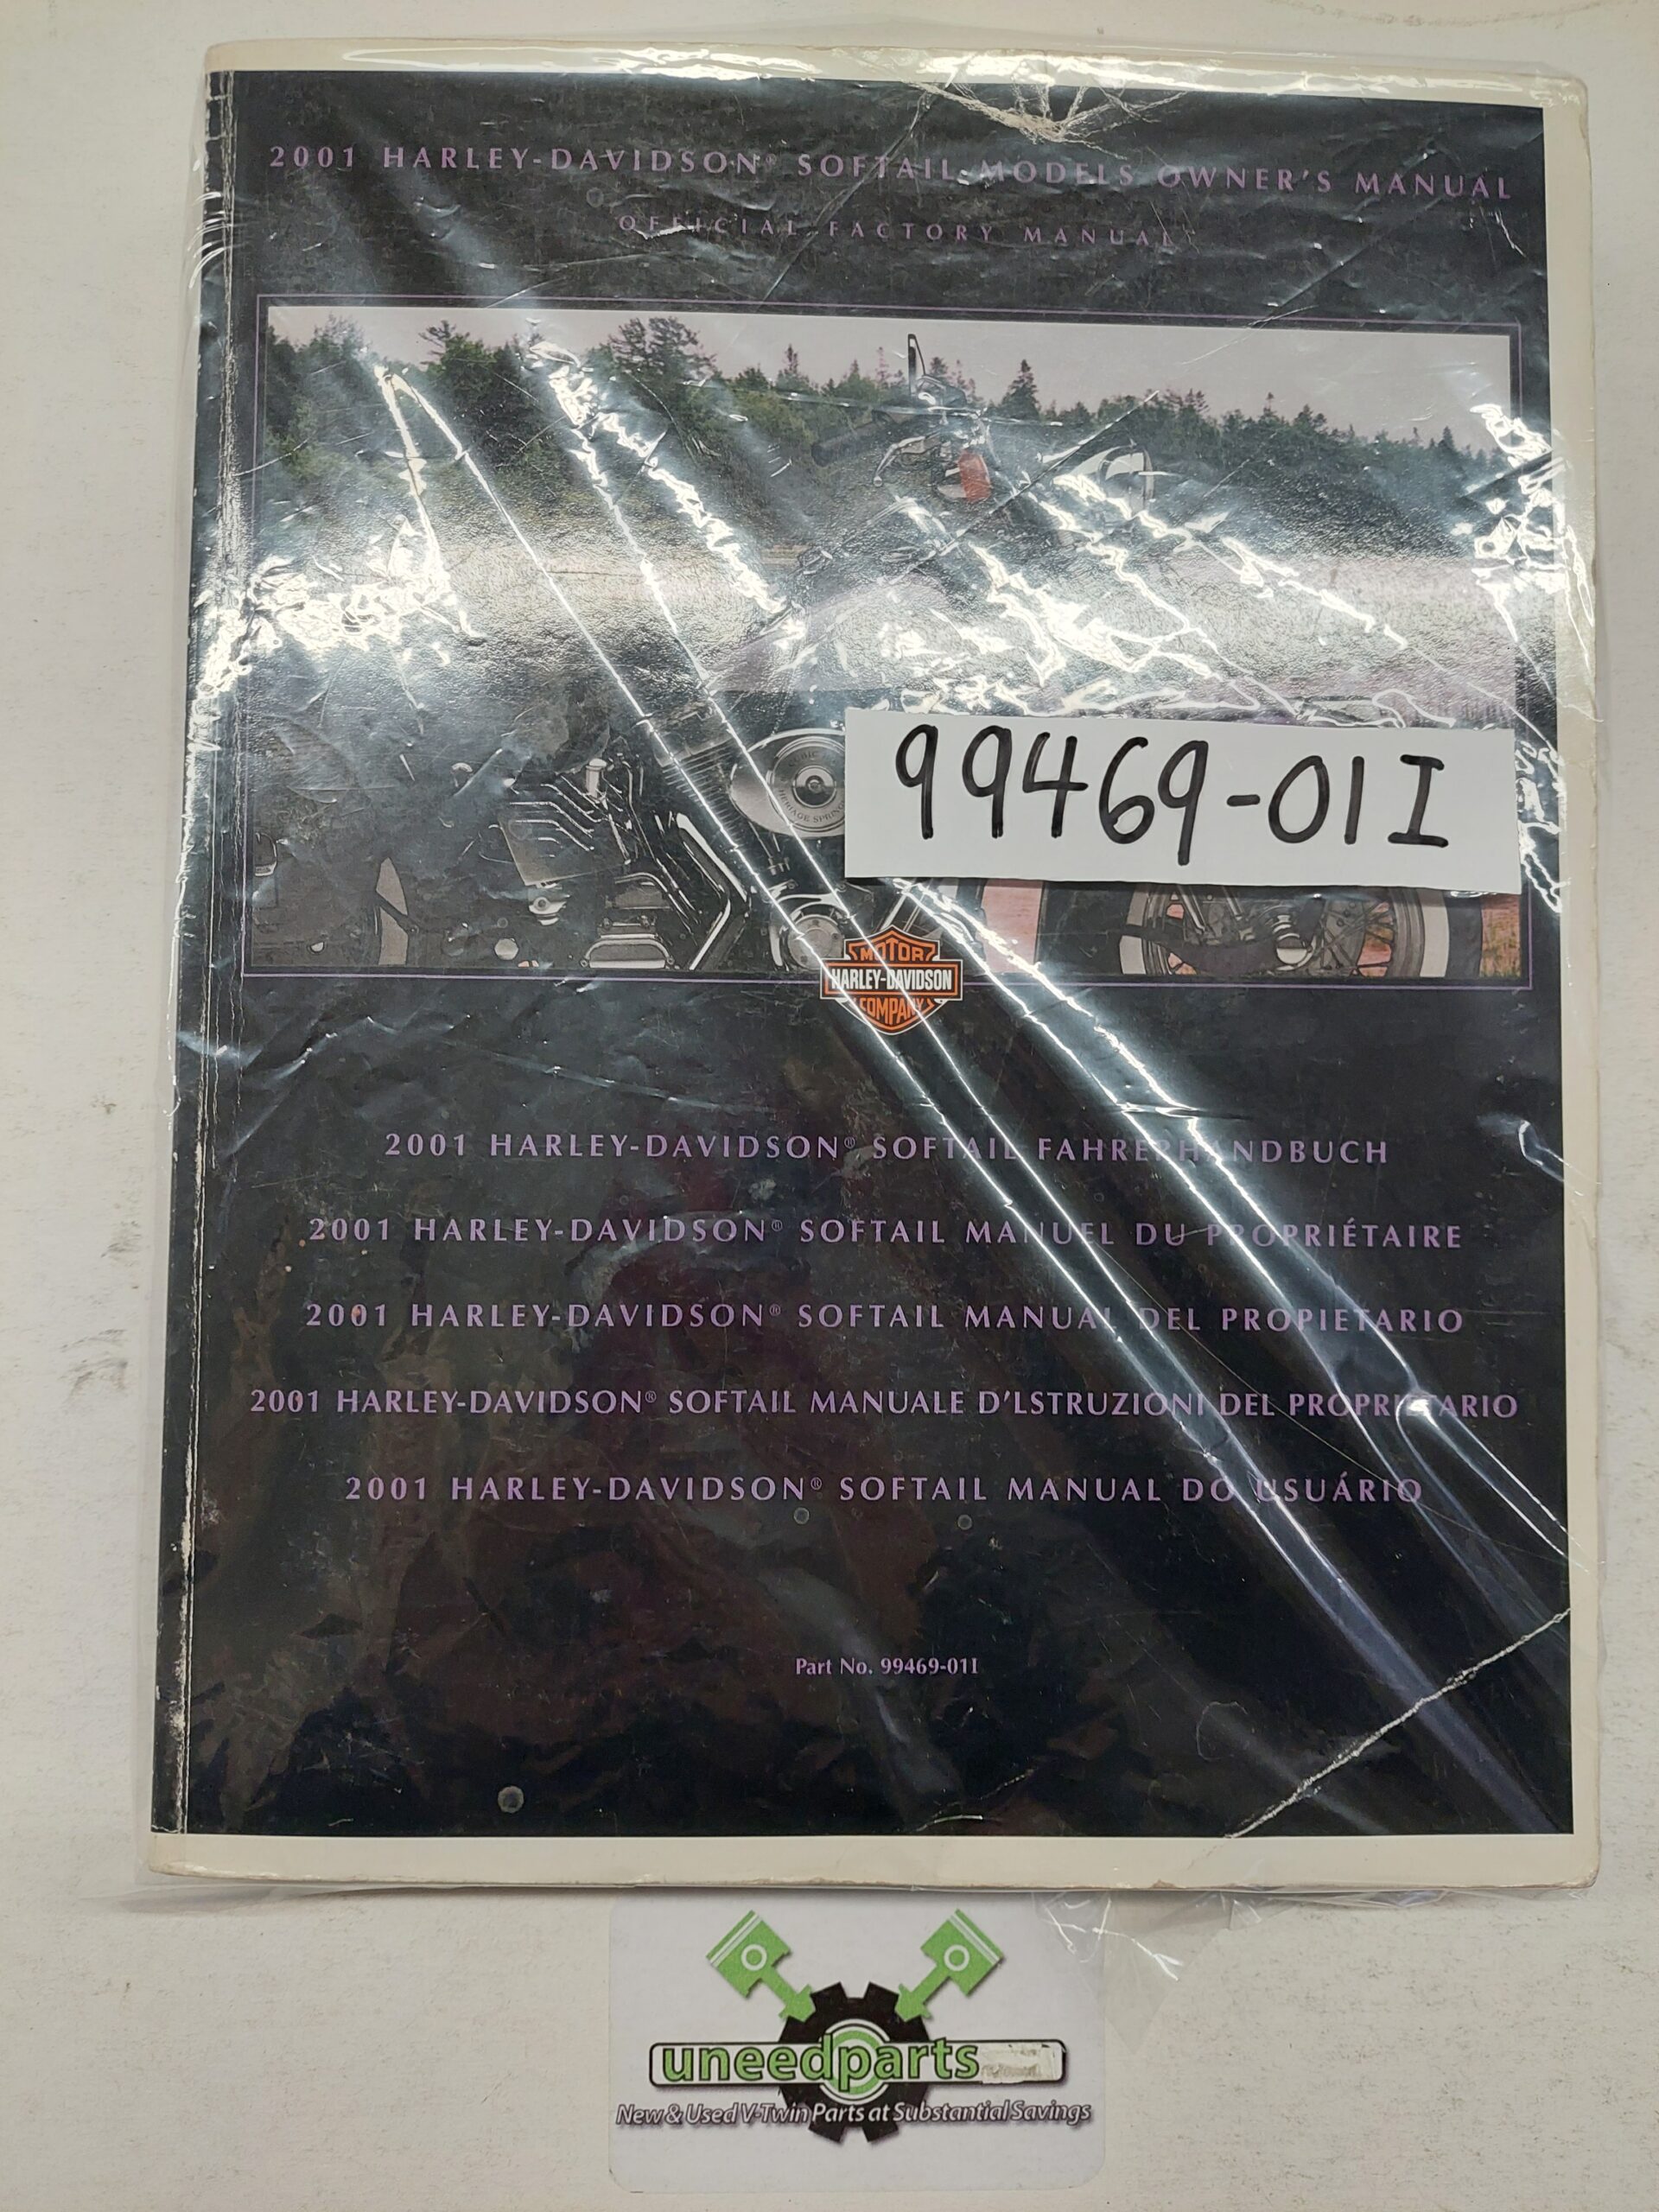 2001 HARLEY-DAVIDSON® SOFTAIL MODELS OWNER'S MANUAL
OFFICIAL FACTORY MANUAL
99469-01I
MOTOR
HARLEY-DAVIDSON
COMPANY
2001 HARLEY-DAVIDSON® SOFTAIL FAHRERHANDBUCH
2001 HARLEY-DAVIDSON® SOFTAIL MANUEL DU PROPRIÉTAIRE
2001 HARLEY-DAVIDSON® SOFTAIL MANUAL DEL PROPIETARIO
2001 HARLEY-DAVIDSON® SOFTAIL MANUALE D'LSTRUZIONI DEL PROPRIETARIO
2001 HARLEY-DAVIDSON® SOFTAIL MANUAL DO USUÁRIO
Part No. 99469-01I
uneedparts
New & Used V-Twin Parts at Substantial Savings